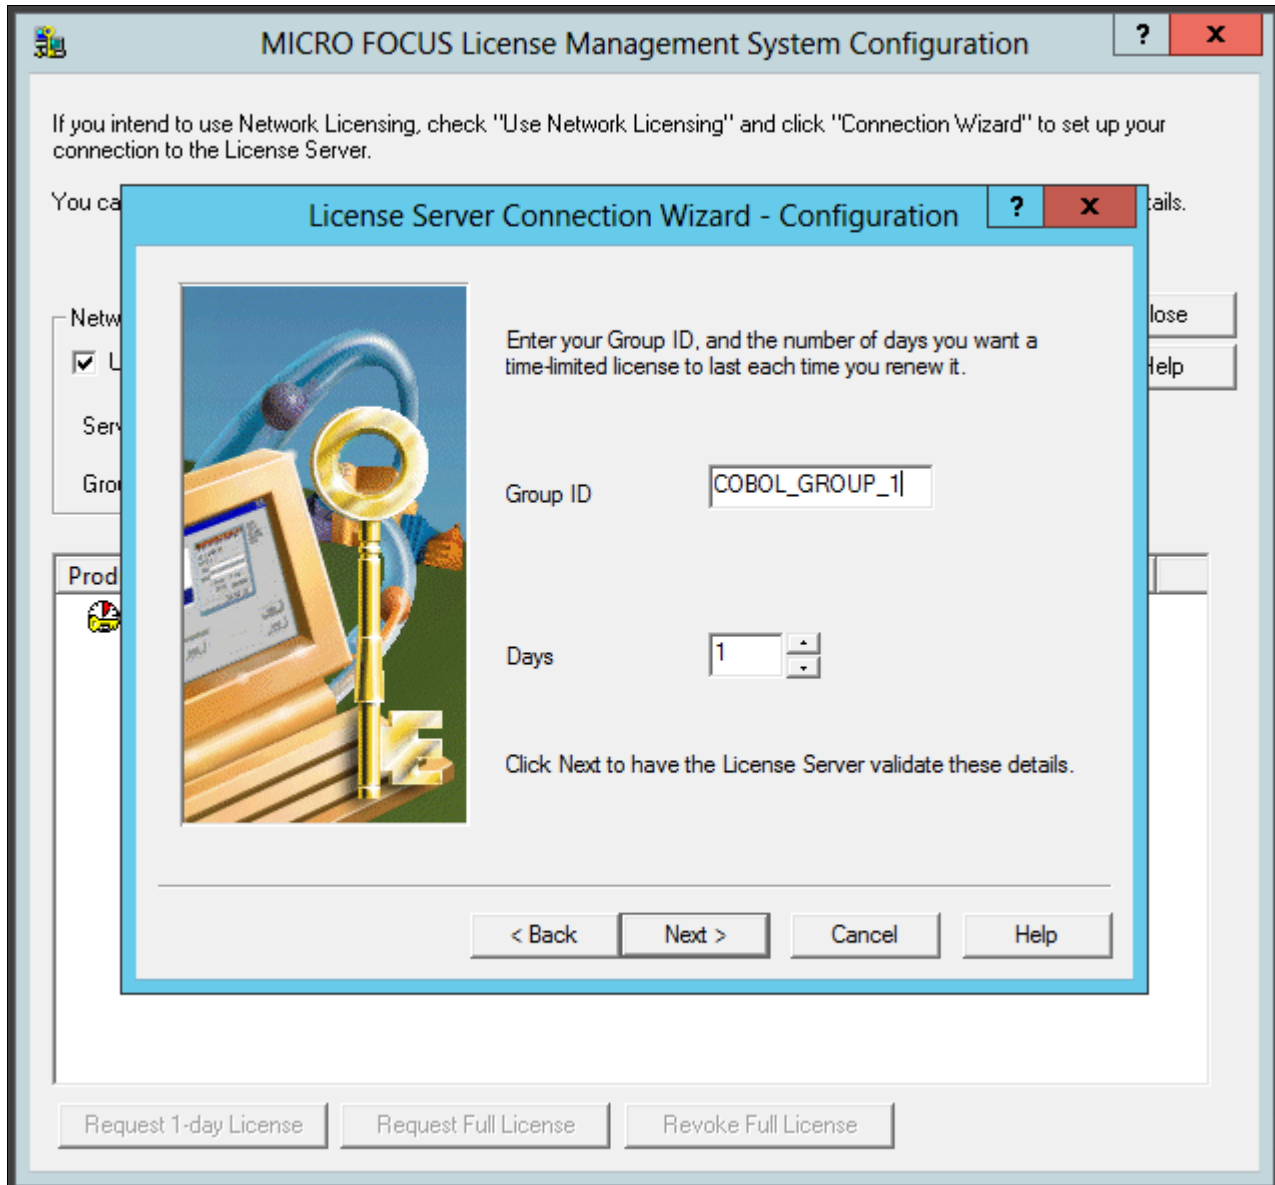 MICRO FOCUS License Management System Configuration
? x
If you intend to use Network Licensing, check "Use Network Licensing" and click "Connection Wizard" to set up your
connection to the License Server.
You ca
tails.
License Server Connection Wizard - Configuration
? x
Netw
lose
Help
Serv
Grou
Prod
Enter your Group ID, and the number of days you want a
time-limited license to last each time you renew it.
Group ID COBOL_GROUP_1
Days 1
Click Next to have the License Server validate these details.
< Back Next > Cancel Help
Request 1-day License Request Full License Revoke Full License